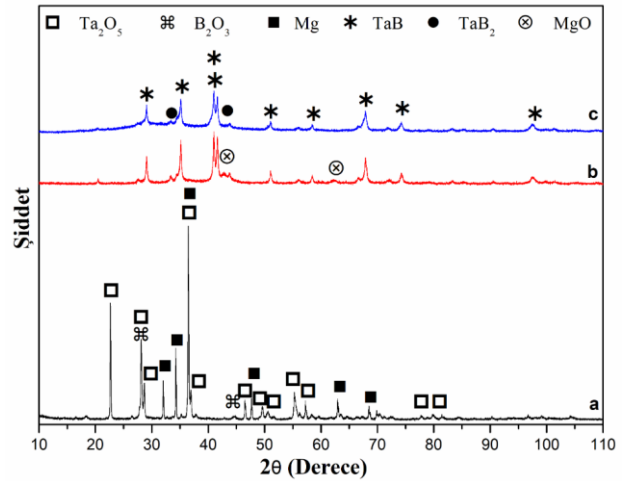 Ta₂O₅ B₂O₃ Mg TaB TaB₂ MgO
c
b
a
Şiddet
10 20 30 40 50 60 70 80 90 100 110
2θ (Derece)